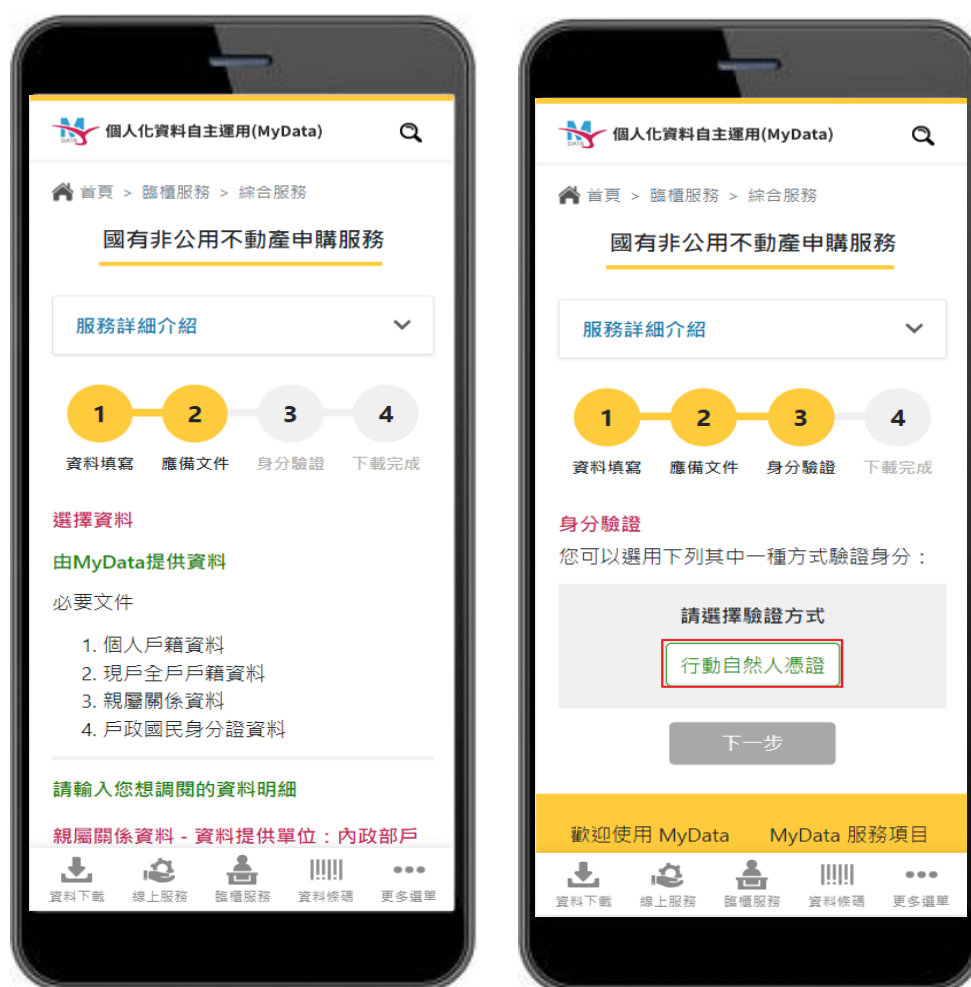 個人化資料自主運用(MyData)
首頁 > 臨櫃服務 > 綜合服務
國有非公用不動產申購服務
服務詳細介紹
1 2 3 4
資料填寫 應備文件 身分驗證 下載完成
選擇資料
由MyData提供資料
必要文件
1. 個人戶籍資料
2. 現戶全戶戶籍資料
3. 親屬關係資料
4. 戶政國民身分證資料
請輸入您想調閱的資料明細
親屬關係資料 - 資料提供單位：內政部戶
資料下載 線上服務 臨櫃服務 資料條碼 更多選單
個人化資料自主運用(MyData)
首頁 > 臨櫃服務 > 綜合服務
國有非公用不動產申購服務
服務詳細介紹
1 2 3 4
資料填寫 應備文件 身分驗證 下載完成
身分驗證
您可以選用下列其中一種方式驗證身分：
請選擇驗證方式
行動自然人憑證
下一步
歡迎使用 MyData MyData 服務項目
資料下載 線上服務 臨櫃服務 資料條碼 更多選單